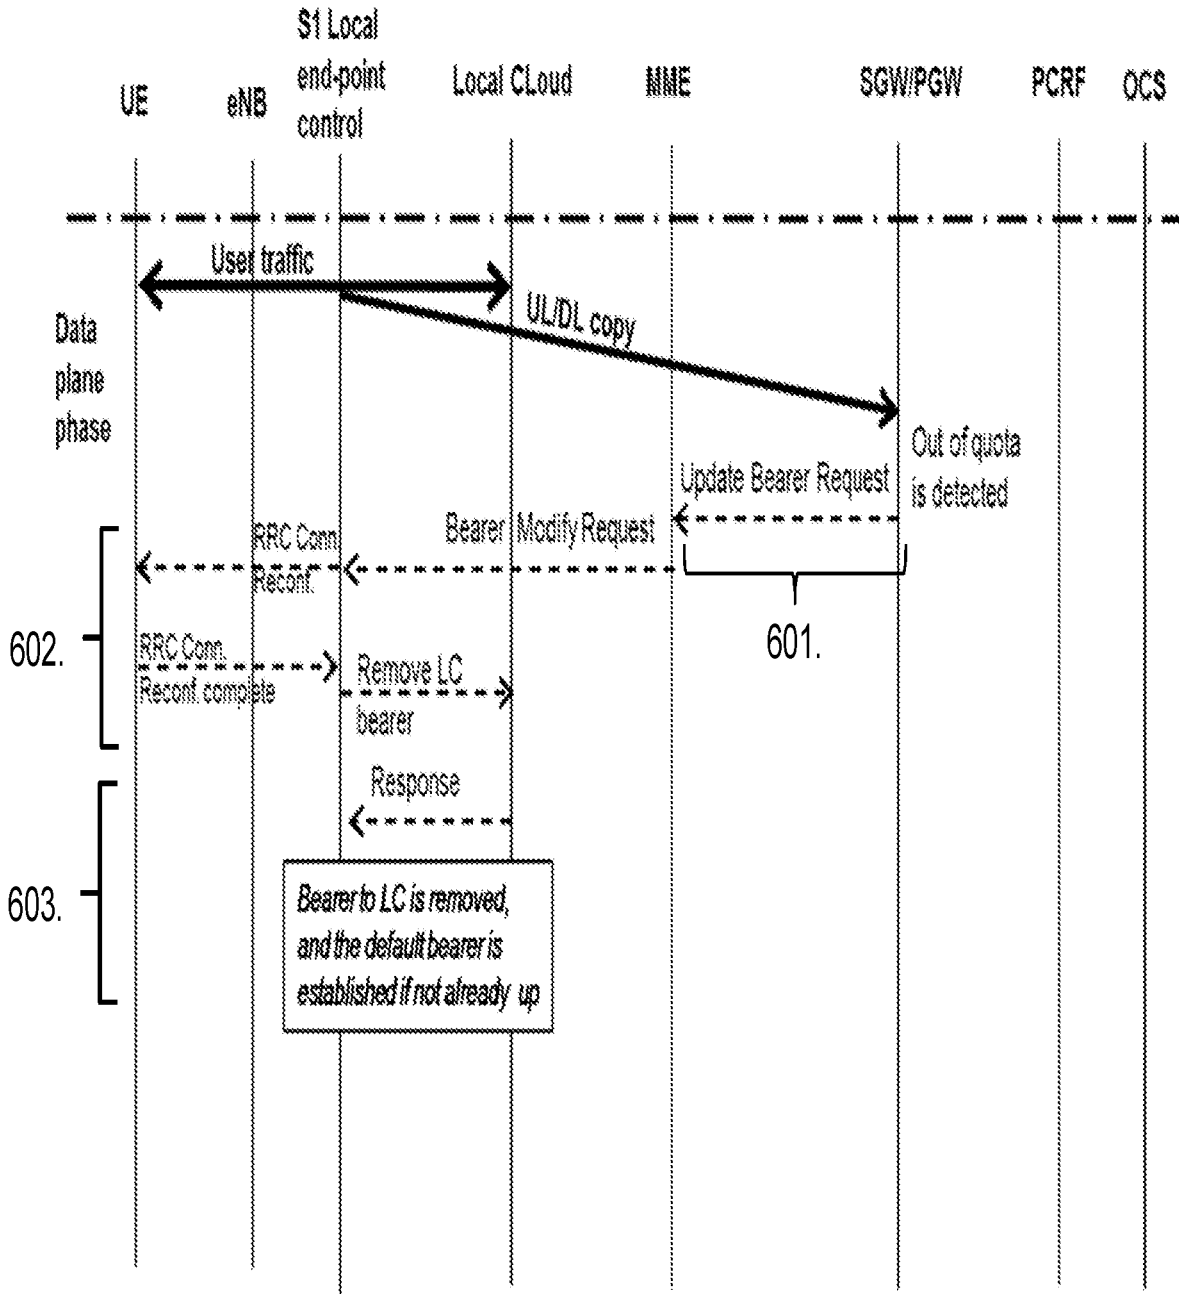 S1 Local
end-point
control
UE
eNB
Local CLoud
MME
SGW/PGW
PCRF
OCS
User traffic
UL/DL copy
Data
plane
phase
Out of quota
is detected
Update Bearer Request
Bearer Modify Request
RRC Conn.
Reconf.
601.
602.
RRC Conn.
Reconf. complete
Remove LC
bearer
Response
603.
Bearer to LC is removed,
and the default bearer is
established if not already up